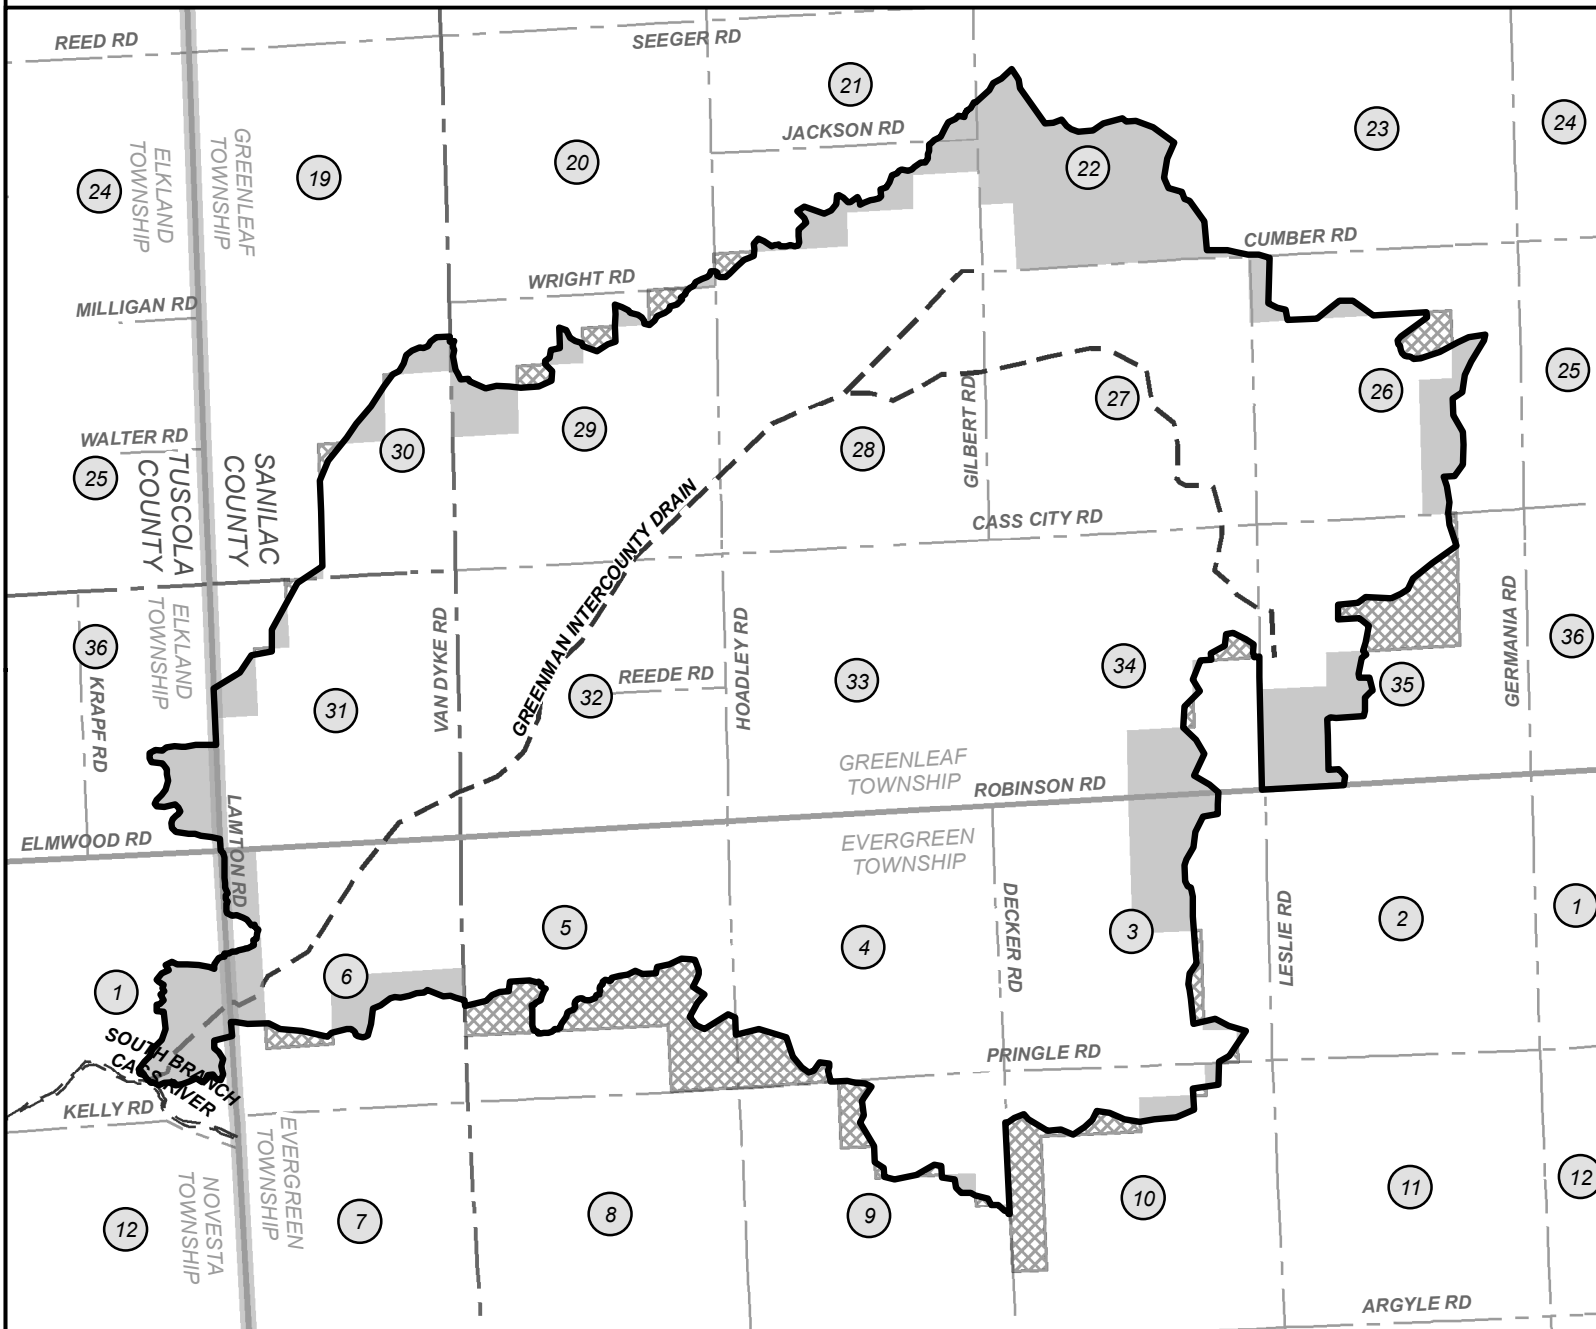 REED RD
SEEGER RD
21
24
23
JACKSON RD
20
22
19
24
ELKLAND
TOWNSHIP
GREENLEAF
TOWNSHIP
CUMBER RD
WRIGHT RD
MILLIGAN RD
25
26
27
GILBERT RD
29
28
WALTER RD
30
25
TUSCOLA
COUNTY
SANILAC
COUNTY
CASS CITY RD
GREENMAN INTERCOUNTY DRAIN
36
ELKLAND
TOWNSHIP
KRAPF RD
VAN DYKE RD
HOADLEY RD
GERMANIA RD
36
REEDE RD
32
33
34
35
31
GREENLEAF
TOWNSHIP
ROBINSON RD
ELMWOOD RD
LAMTON RD
EVERGREEN
TOWNSHIP
DECKER RD
LESLIE RD
5
4
3
2
1
6
1
SOUTH BRANCH
CASS RIVER
PRINGLE RD
KELLY RD
EVERGREEN
TOWNSHIP
NOVESTA
TOWNSHIP
12
7
8
9
10
11
12
ARGYLE RD